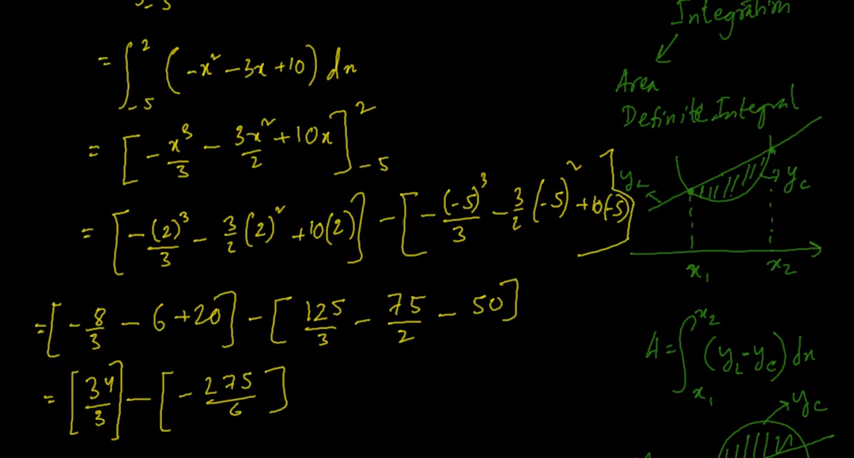 -5
= ∫_{-5}^{2} (-x² - 3x + 10) dx
= [-x³/3 - 3x²/2 + 10x]_{-5}^{2}
= [-(2)³/3 - 3/2 (2)² + 10(2)] - [-(-5)³/3 - 3/2 (-5)² + 10(-5)]
= [-8/3 - 6 + 20] - [125/3 - 75/2 - 50]
= [34/3] - [-275/6]
Integration
Area
Definite Integral
y_L
y_c
x₁
x₂
A = ∫_{x₁}^{x₂} (y_L - y_c) dx
y_c